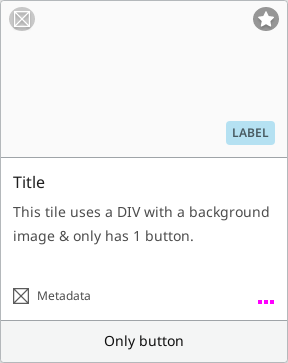 LABEL
Title
This tile uses a DIV with a background
image & only has 1 button.
Metadata
Only button